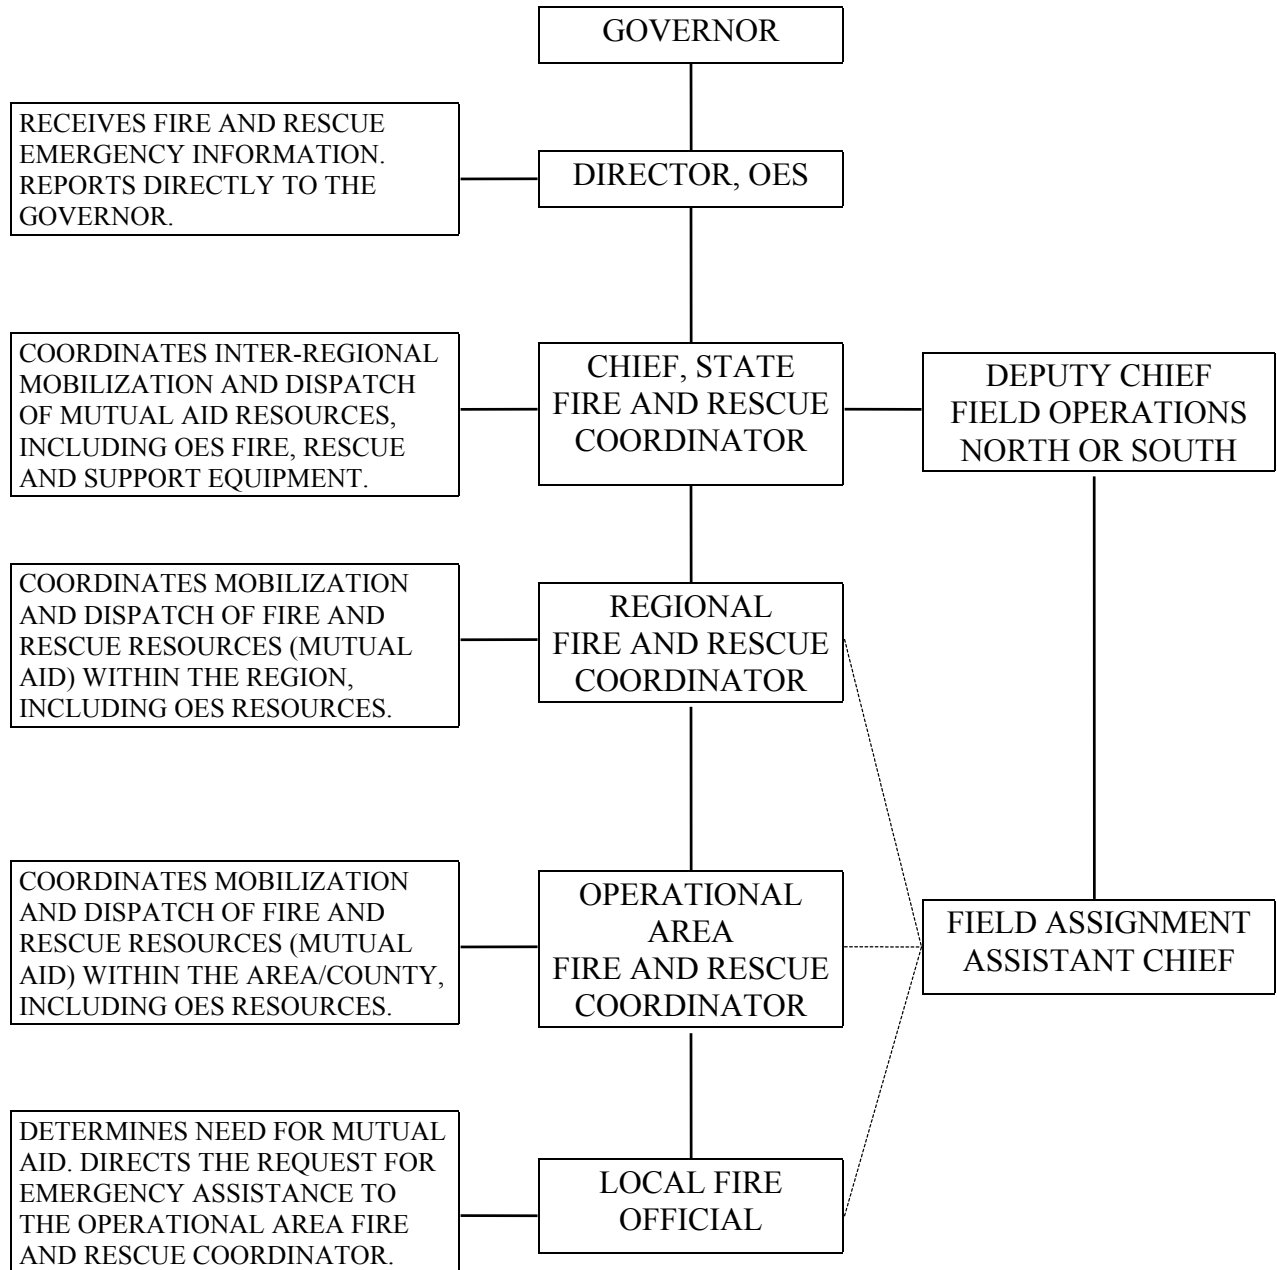 GOVERNOR
RECEIVES FIRE AND RESCUE
EMERGENCY INFORMATION.
REPORTS DIRECTLY TO THE
GOVERNOR.
DIRECTOR, OES
COORDINATES INTER-REGIONAL
MOBILIZATION AND DISPATCH
OF MUTUAL AID RESOURCES,
INCLUDING OES FIRE, RESCUE
AND SUPPORT EQUIPMENT.
CHIEF, STATE
FIRE AND RESCUE
COORDINATOR
DEPUTY CHIEF
FIELD OPERATIONS
NORTH OR SOUTH
COORDINATES MOBILIZATION
AND DISPATCH OF FIRE AND
RESCUE RESOURCES (MUTUAL
AID) WITHIN THE REGION,
INCLUDING OES RESOURCES.
REGIONAL
FIRE AND RESCUE
COORDINATOR
COORDINATES MOBILIZATION
AND DISPATCH OF FIRE AND
RESCUE RESOURCES (MUTUAL
AID) WITHIN THE AREA/COUNTY,
INCLUDING OES RESOURCES.
OPERATIONAL
AREA
FIRE AND RESCUE
COORDINATOR
FIELD ASSIGNMENT
ASSISTANT CHIEF
DETERMINES NEED FOR MUTUAL
AID. DIRECTS THE REQUEST FOR
EMERGENCY ASSISTANCE TO
THE OPERATIONAL AREA FIRE
AND RESCUE COORDINATOR.
LOCAL FIRE
OFFICIAL